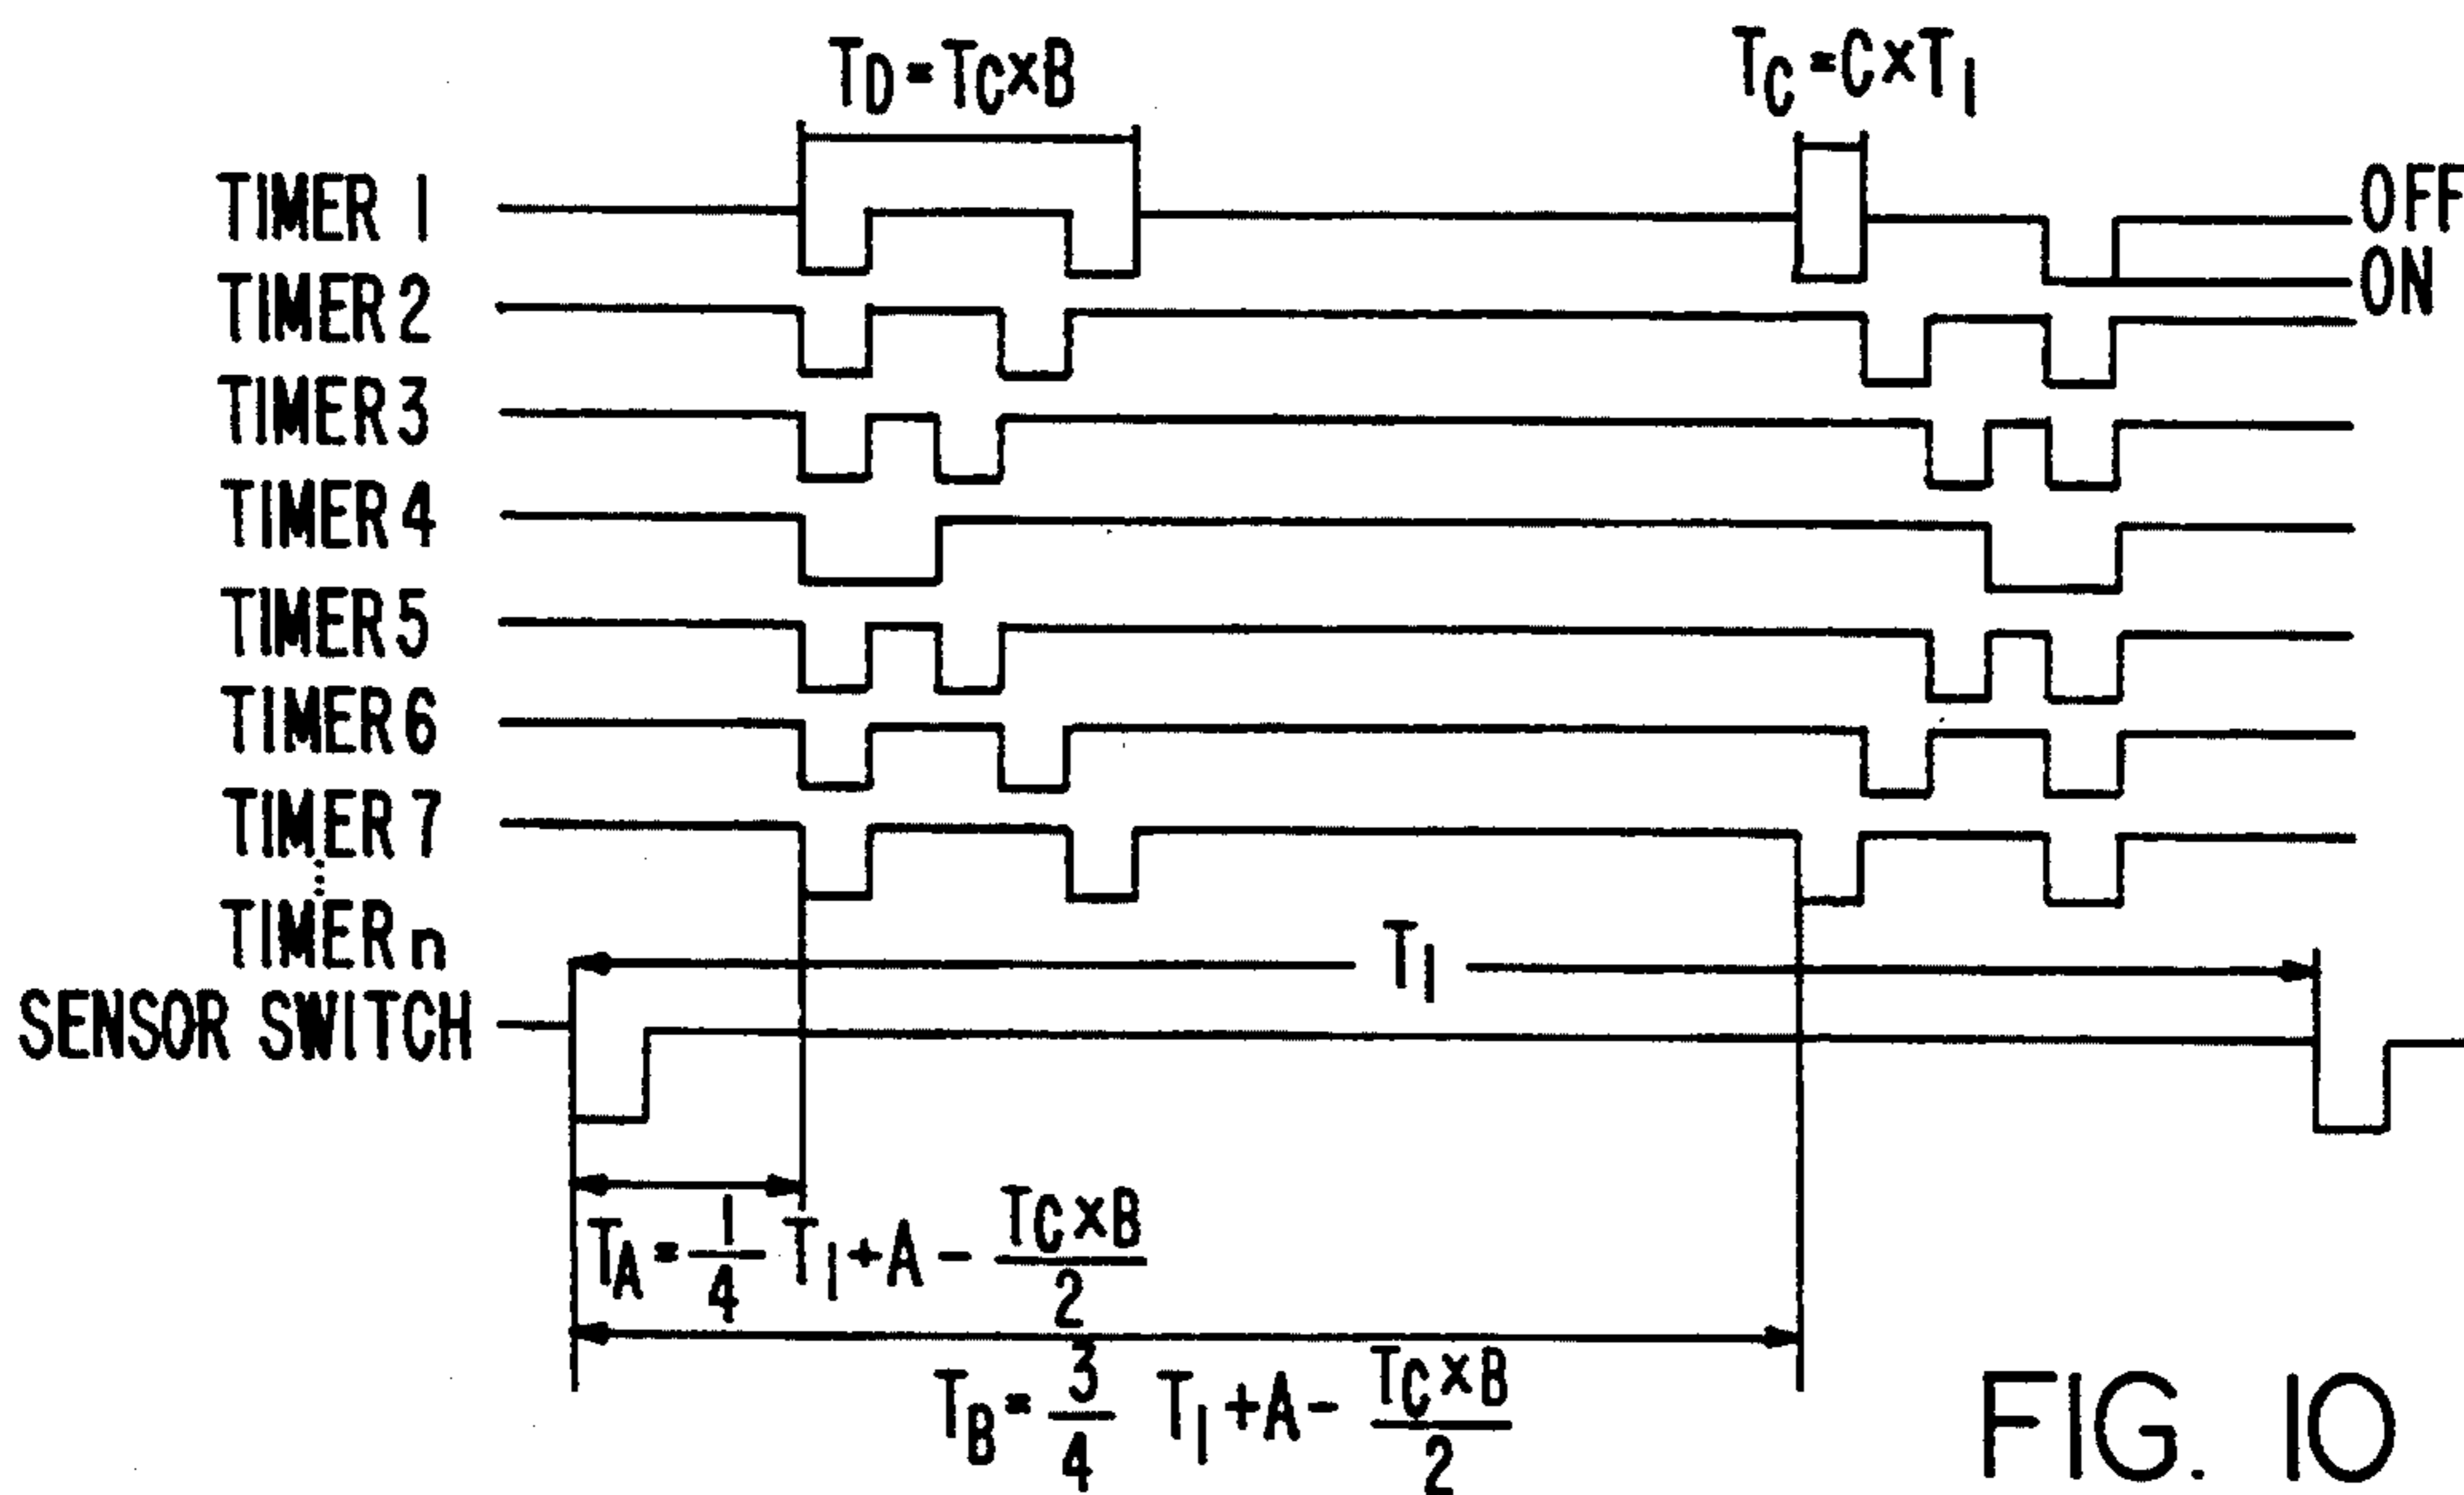 TD=TC×B
TC=C×T1
TIMER 1
OFF
ON
TIMER 2
TIMER 3
TIMER 4
TIMER 5
TIMER 6
TIMER 7
⋮
TIMER n
T1
SENSOR SWITCH
TA=1/4 T1+A-TC×B/2
TB=3/4 T1+A-TC×B/2
FIG. 10